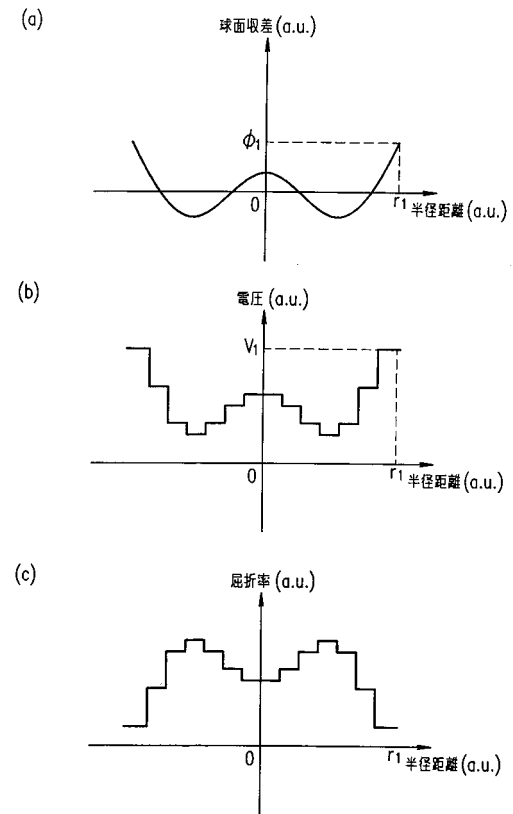 (a)
球面収差(a.u.)
Φ1
0
r1 半径距離(a.u.)
(b)
電圧(a.u.)
V1
0
r1 半径距離(a.u.)
(c)
屈折率(a.u.)
0
r1 半径距離(a.u.)